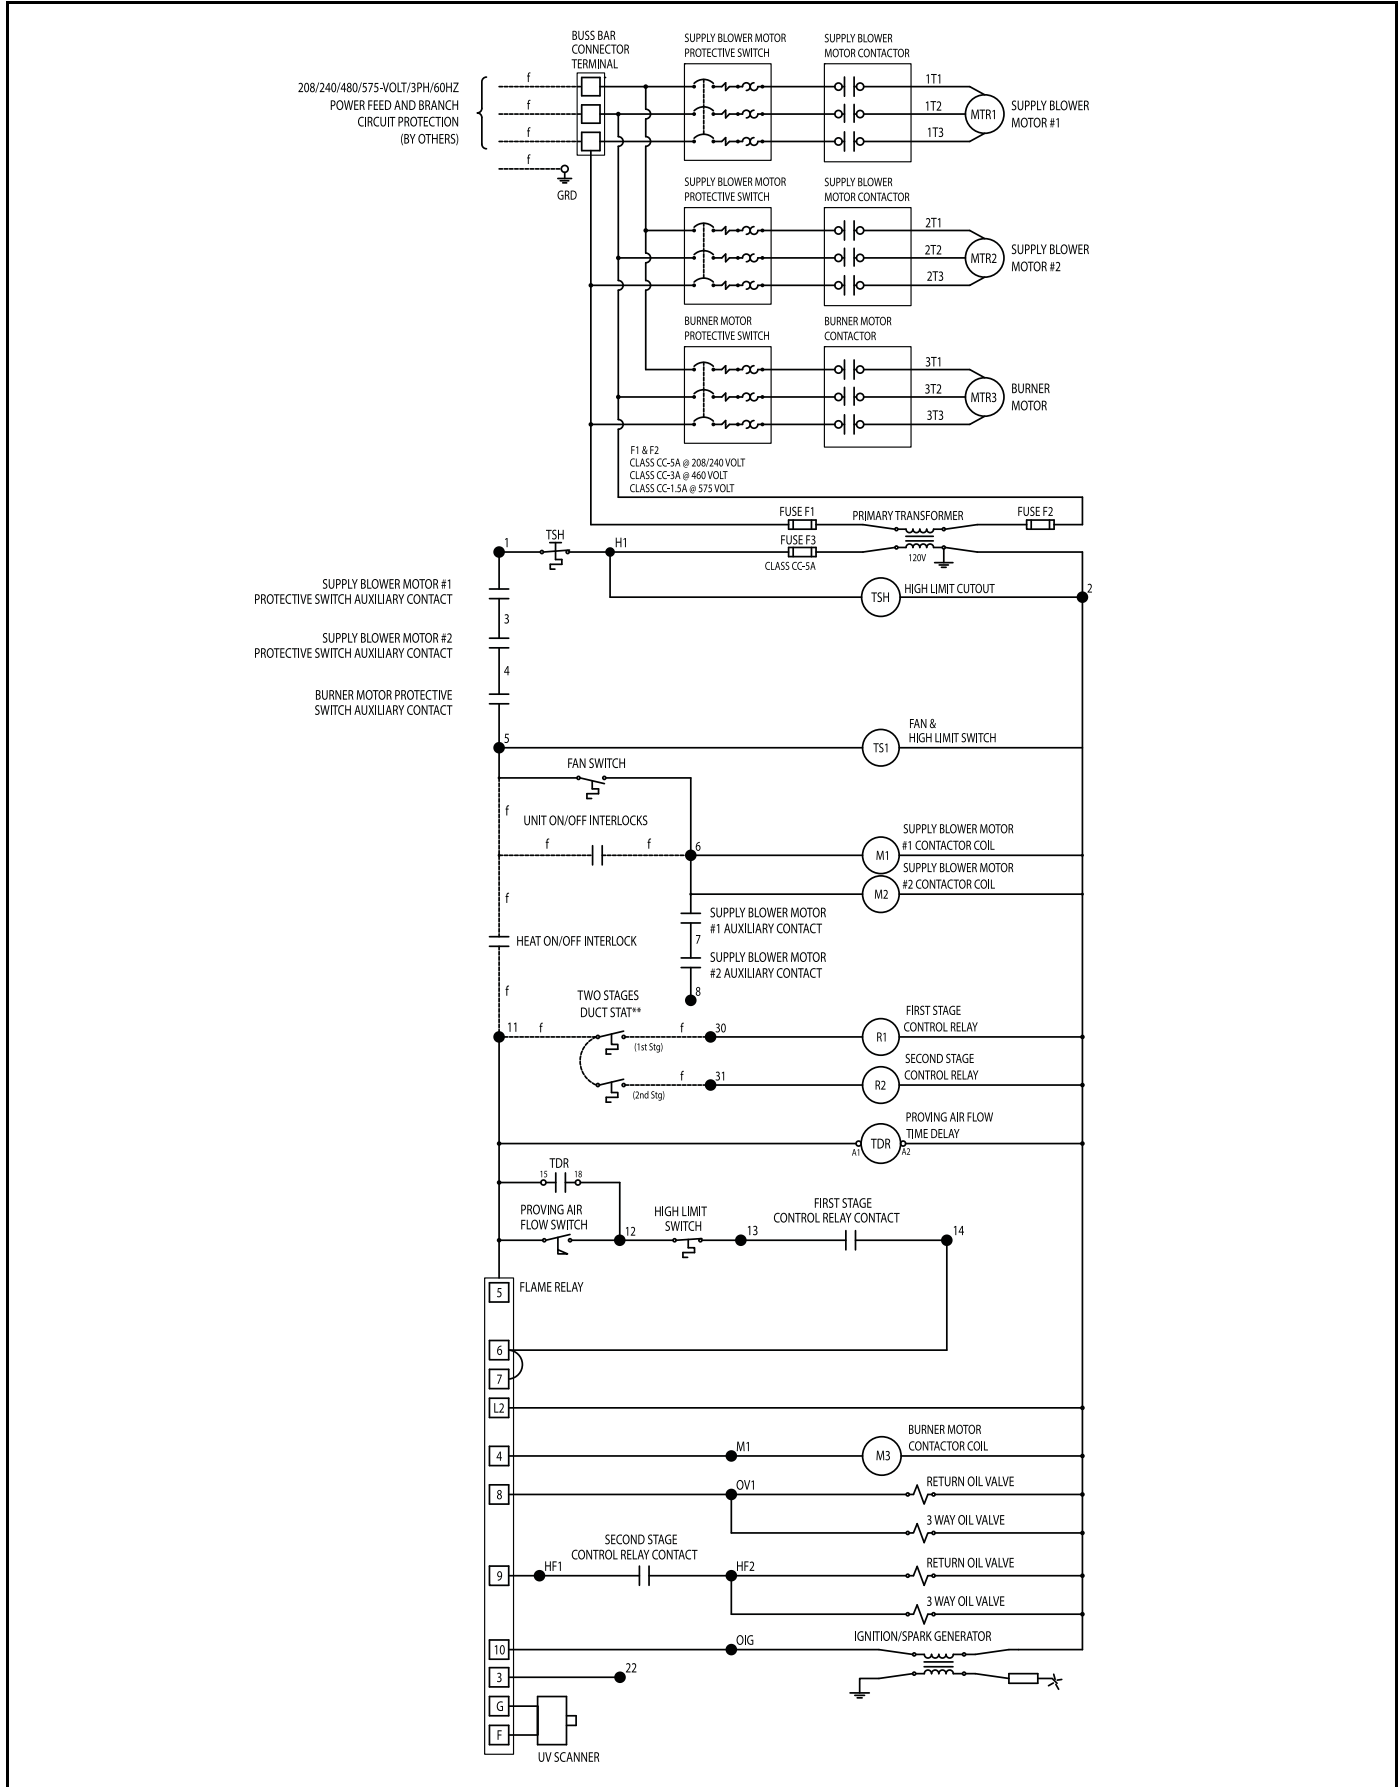 BUSS BAR
CONNECTOR
TERMINAL
SUPPLY BLOWER MOTOR
PROTECTIVE SWITCH
SUPPLY BLOWER
MOTOR CONTACTOR
208/240/480/575-VOLT/3PH/60HZ
POWER FEED AND BRANCH
CIRCUIT PROTECTION
(BY OTHERS)
f
f
f
f
GRD
1T1
1T2
1T3
MTR1
SUPPLY BLOWER
MOTOR #1
SUPPLY BLOWER MOTOR
PROTECTIVE SWITCH
SUPPLY BLOWER
MOTOR CONTACTOR
2T1
2T2
2T3
MTR2
SUPPLY BLOWER
MOTOR #2
BURNER MOTOR
PROTECTIVE SWITCH
BURNER MOTOR
CONTACTOR
3T1
3T2
3T3
MTR3
BURNER
MOTOR
F1 & F2
CLASS CC-5A @ 208/240 VOLT
CLASS CC-3A @ 460 VOLT
CLASS CC-1.5A @ 575 VOLT
FUSE F1
PRIMARY TRANSFORMER
FUSE F2
1
TSH
H1
FUSE F3
CLASS CC-5A
120V
SUPPLY BLOWER MOTOR #1
PROTECTIVE SWITCH AUXILIARY CONTACT
TSH
HIGH LIMIT CUTOUT
2
3
SUPPLY BLOWER MOTOR #2
PROTECTIVE SWITCH AUXILIARY CONTACT
4
BURNER MOTOR PROTECTIVE
SWITCH AUXILIARY CONTACT
5
TS1
FAN &
HIGH LIMIT SWITCH
FAN SWITCH
f
UNIT ON/OFF INTERLOCKS
f
f
6
M1
SUPPLY BLOWER MOTOR
#1 CONTACTOR COIL
M2
SUPPLY BLOWER MOTOR
#2 CONTACTOR COIL
f
SUPPLY BLOWER MOTOR
#1 AUXILIARY CONTACT
7
HEAT ON/OFF INTERLOCK
SUPPLY BLOWER MOTOR
#2 AUXILIARY CONTACT
8
f
TWO STAGES
DUCT STAT**
11
f
(1st Stg)
f
30
R1
FIRST STAGE
CONTROL RELAY
(2nd Stg)
f
31
R2
SECOND STAGE
CONTROL RELAY
A1
TDR
A2
PROVING AIR FLOW
TIME DELAY
TDR
15
18
PROVING AIR
FLOW SWITCH
12
HIGH LIMIT
SWITCH
13
FIRST STAGE
CONTROL RELAY CONTACT
14
5
FLAME RELAY
6
7
L2
4
M1
M3
BURNER MOTOR
CONTACTOR COIL
8
OV1
RETURN OIL VALVE
3 WAY OIL VALVE
9
HF1
SECOND STAGE
CONTROL RELAY CONTACT
HF2
RETURN OIL VALVE
3 WAY OIL VALVE
10
OIG
IGNITION/SPARK GENERATOR
3
22
G
F
UV SCANNER